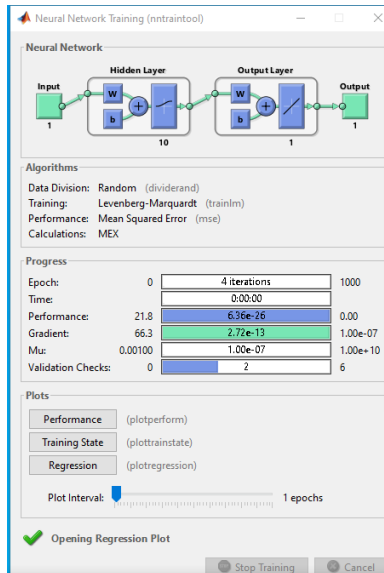 Neural Network Training (nntraintool)
Neural Network
Hidden Layer Output Layer
Input Output
W W
+ +
b b
1 10 1 1
Algorithms
Data Division: Random (dividerand)
Training: Levenberg-Marquardt (trainlm)
Performance: Mean Squared Error (mse)
Calculations: MEX
Progress
Epoch: 0 4 iterations 1000
Time: 0:00:00
Performance: 21.8 6.36e-26 0.00
Gradient: 66.3 2.72e-13 1.00e-07
Mu: 0.00100 1.00e-07 1.00e+10
Validation Checks: 0 2 6
Plots
Performance (plotperform)
Training State (plottrainstate)
Regression (plotregression)
Plot Interval: 1 epochs
Opening Regression Plot
Stop Training Cancel